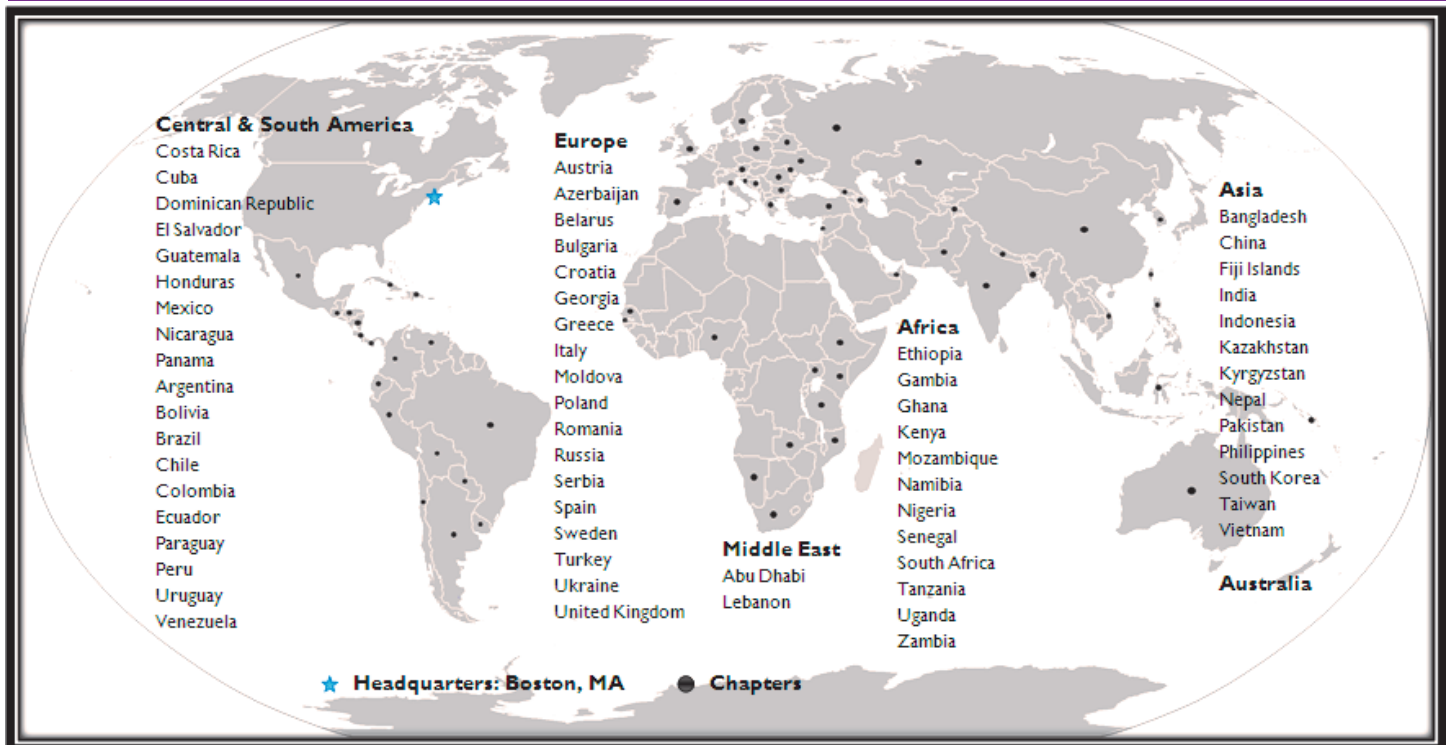 Central & South America
Costa Rica
Cuba
Dominican Republic
El Salvador
Guatemala
Honduras
Mexico
Nicaragua
Panama
Argentina
Bolivia
Brazil
Chile
Colombia
Ecuador
Paraguay
Peru
Uruguay
Venezuela
Europe
Austria
Azerbaijan
Belarus
Bulgaria
Croatia
Georgia
Greece
Italy
Moldova
Poland
Romania
Russia
Serbia
Spain
Sweden
Turkey
Ukraine
United Kingdom
Middle East
Abu Dhabi
Lebanon
Africa
Ethiopia
Gambia
Ghana
Kenya
Mozambique
Namibia
Nigeria
Senegal
South Africa
Tanzania
Uganda
Zambia
Asia
Bangladesh
China
Fiji Islands
India
Indonesia
Kazakhstan
Kyrgyzstan
Nepal
Pakistan
Philippines
South Korea
Taiwan
Vietnam
Australia
Headquarters: Boston, MA
Chapters